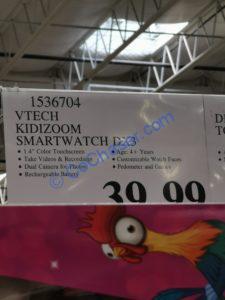 1536704
VTECH
KIDIZOOM
SMARTWATCH DX3
• 1.4" Color Touchscreen
• Take Videos & Recordings
• Dual Camera for Photos
• Rechargeable Battery
• Age: 4+ Years
• Customizable Watch Faces
• Pedometer and Games
39.99
D
TO